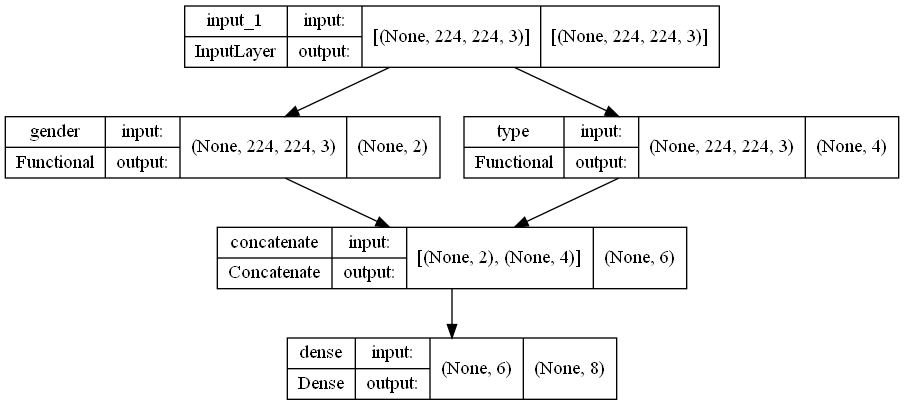 input_1 input: [(None, 224, 224, 3)] [(None, 224, 224, 3)]
InputLayer output:
gender input: (None, 224, 224, 3) (None, 2)
Functional output:
type input: (None, 224, 224, 3) (None, 4)
Functional output:
concatenate input: [(None, 2), (None, 4)] (None, 6)
Concatenate output:
dense input: (None, 6) (None, 8)
Dense output: